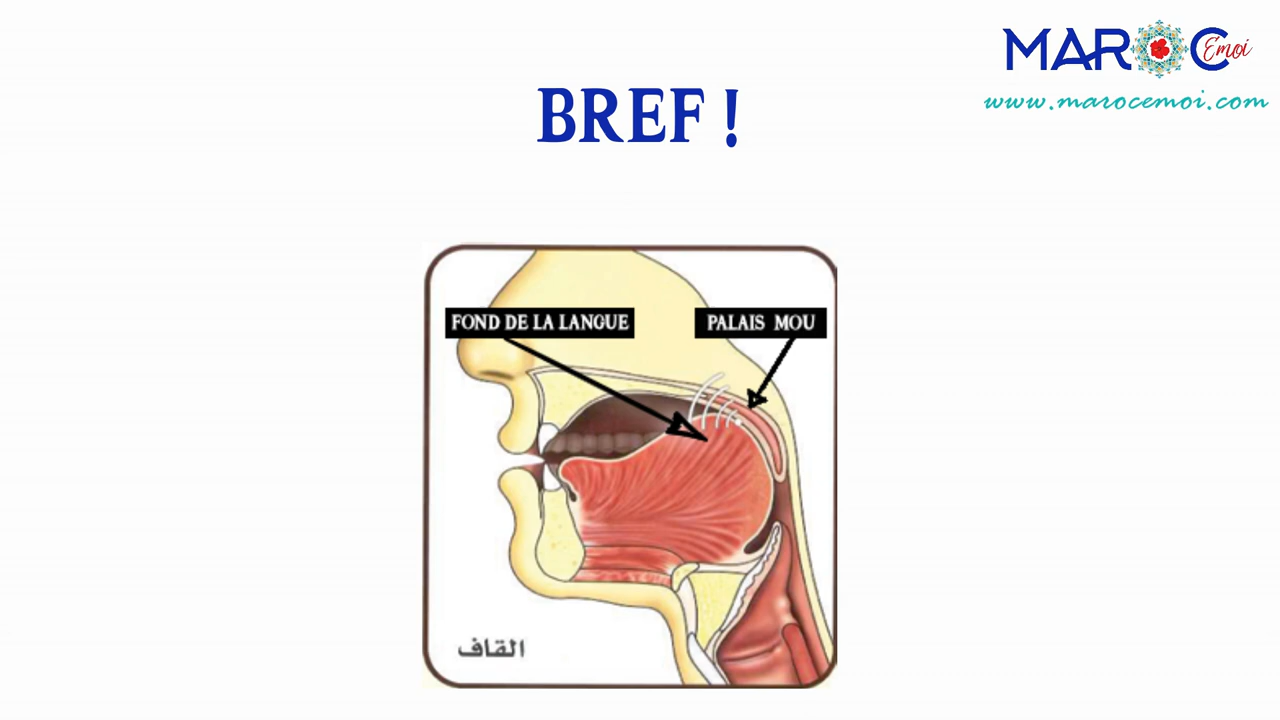 MAROC
Emoi
www.marocemoi.com
BREF !
FOND DE LA LANGUE
PALAIS MOU
القاف